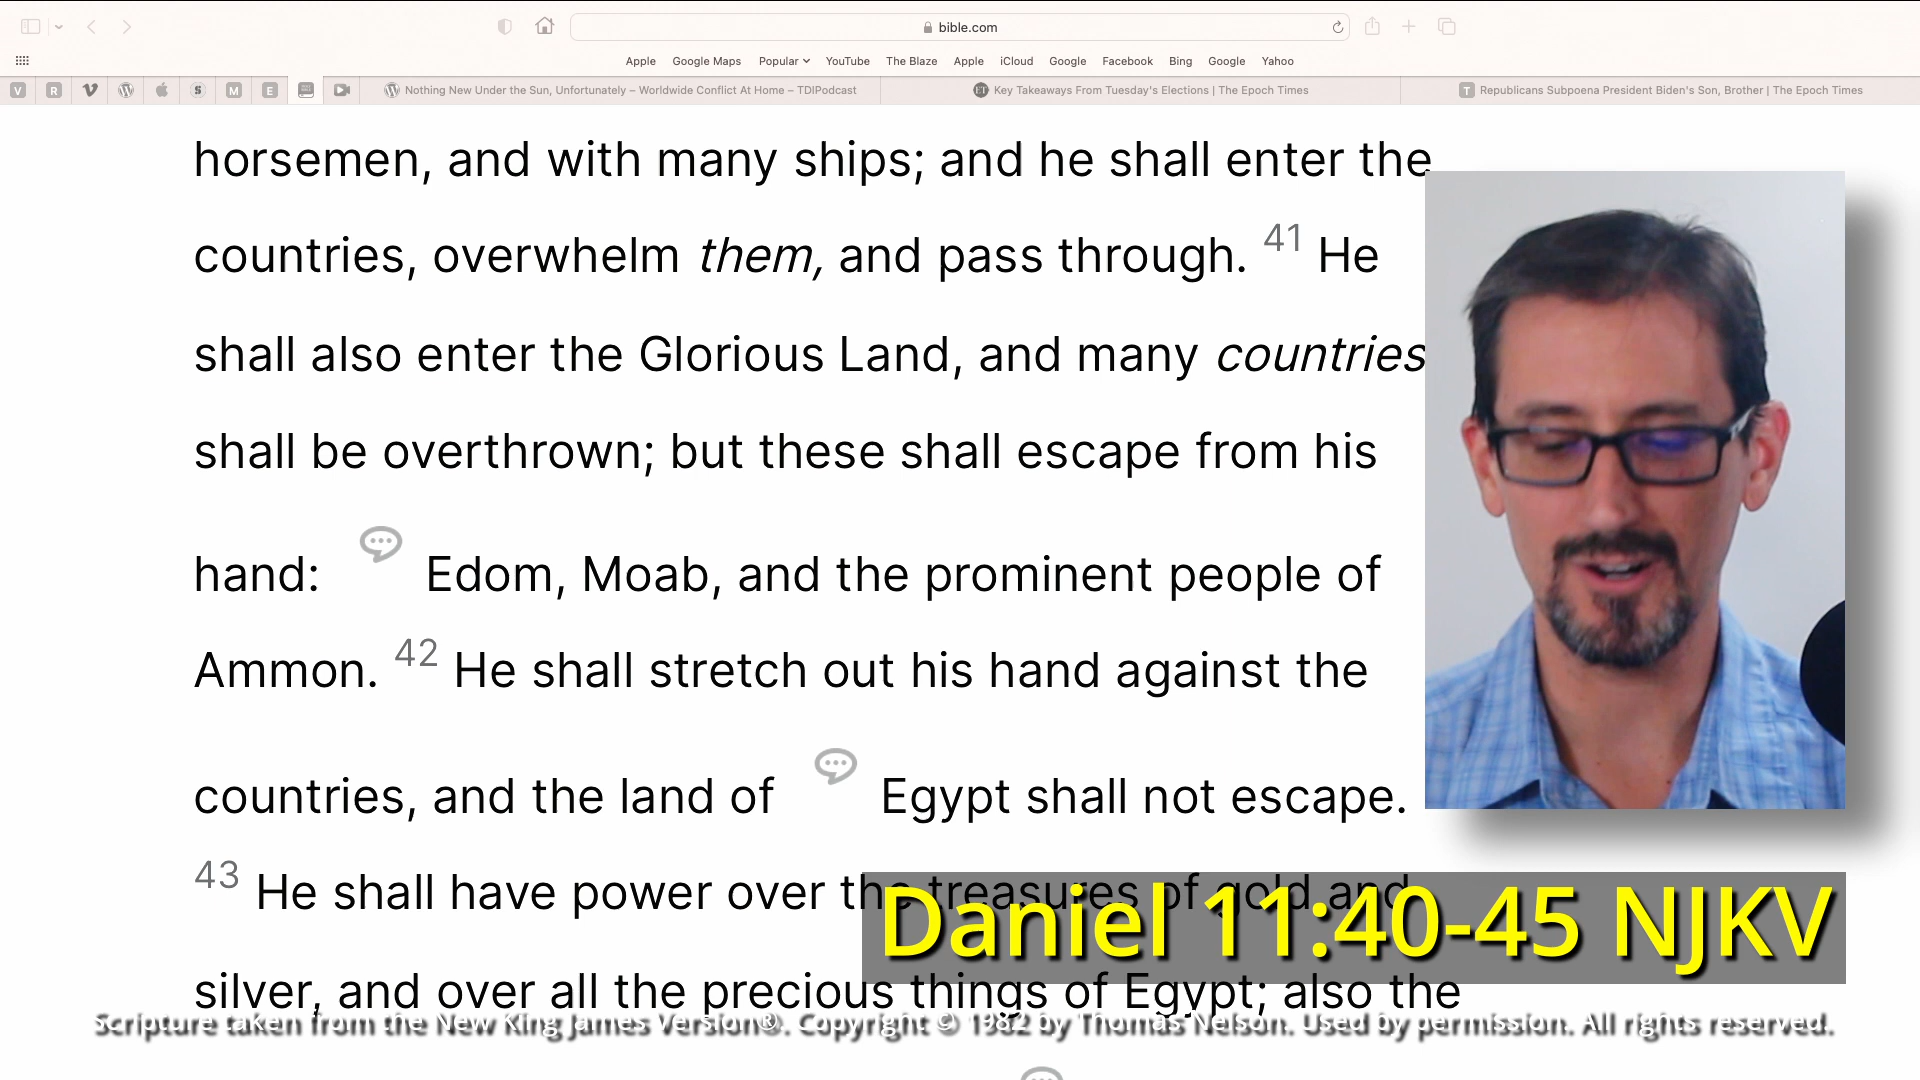 bible.com
Apple Google Maps Popular YouTube The Blaze Apple iCloud Google Facebook Bing Google Yahoo
V R S M E Nothing New Under the Sun, Unfortunately – Worldwide Conflict At Home – TDIPodcast ET Key Takeaways From Tuesday's Elections | The Epoch Times T Republicans Subpoena President Biden's Son, Brother | The Epoch Times
horsemen, and with many ships; and he shall enter the
countries, overwhelm them, and pass through. 41 He
shall also enter the Glorious Land, and many countries
shall be overthrown; but these shall escape from his
hand: Edom, Moab, and the prominent people of
Ammon. 42 He shall stretch out his hand against the
countries, and the land of Egypt shall not escape.
43 He shall have power over the treasures of gold and
Daniel 11:40-45 NJKV
silver, and over all the precious things of Egypt; also the
Scripture taken from the New King James Version®. Copyright © 1982 by Thomas Nelson. Used by permission. All rights reserved.